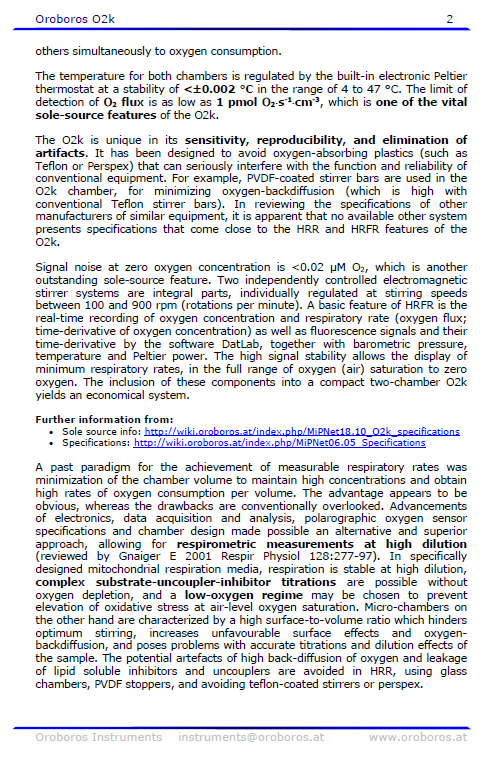 Oroboros O2k 2
others simultaneously to oxygen consumption.
The temperature for both chambers is regulated by the built-in electronic Peltier
thermostat at a stability of <±0.002 °C in the range of 4 to 47 °C. The limit of
detection of O₂ flux is as low as 1 pmol O₂·s⁻¹·cm⁻³, which is one of the vital
sole-source features of the O2k.
The O2k is unique in its sensitivity, reproducibility, and elimination of
artifacts. It has been designed to avoid oxygen-absorbing plastics (such as
Teflon or Perspex) that can seriously interfere with the function and reliability of
conventional equipment. For example, PVDF-coated stirrer bars are used in the
O2k chamber, for minimizing oxygen-backdiffusion (which is high with
conventional Teflon stirrer bars). In reviewing the specifications of other
manufacturers of similar equipment, it is apparent that no available other system
presents specifications that come close to the HRR and HRFR features of the
O2k.
Signal noise at zero oxygen concentration is <0.02 µM O₂, which is another
outstanding sole-source feature. Two independently controlled electromagnetic
stirrer systems are integral parts, individually regulated at stirring speeds
between 100 and 900 rpm (rotations per minute). A basic feature of HRFR is the
real-time recording of oxygen concentration and respiratory rate (oxygen flux;
time-derivative of oxygen concentration) as well as fluorescence signals and their
time-derivative by the software DatLab, together with barometric pressure,
temperature and Peltier power. The high signal stability allows the display of
minimum respiratory rates, in the full range of oxygen (air) saturation to zero
oxygen. The inclusion of these components into a compact two-chamber O2k
yields an economical system.
Further information from:
• Sole source info: http://wiki.oroboros.at/index.php/MiPNet18.10_O2k_specifications
• Specifications: http://wiki.oroboros.at/index.php/MiPNet06.05_Specifications
A past paradigm for the achievement of measurable respiratory rates was
minimization of the chamber volume to maintain high concentrations and obtain
high rates of oxygen consumption per volume. The advantage appears to be
obvious, whereas the drawbacks are conventionally overlooked. Advancements
of electronics, data acquisition and analysis, polarographic oxygen sensor
specifications and chamber design made possible an alternative and superior
approach, allowing for respirometric measurements at high dilution
(reviewed by Gnaiger E 2001 Respir Physiol 128:277-97). In specifically
designed mitochondrial respiration media, respiration is stable at high dilution,
complex substrate-uncoupler-inhibitor titrations are possible without
oxygen depletion, and a low-oxygen regime may be chosen to prevent
elevation of oxidative stress at air-level oxygen saturation. Micro-chambers on
the other hand are characterized by a high surface-to-volume ratio which hinders
optimum stirring, increases unfavourable surface effects and oxygen-
backdiffusion, and poses problems with accurate titrations and dilution effects of
the sample. The potential artefacts of high back-diffusion of oxygen and leakage
of lipid soluble inhibitors and uncouplers are avoided in HRR, using glass
chambers, PVDF stoppers, and avoiding teflon-coated stirrers or perspex.
Oroboros Instruments instruments@oroboros.at www.oroboros.at